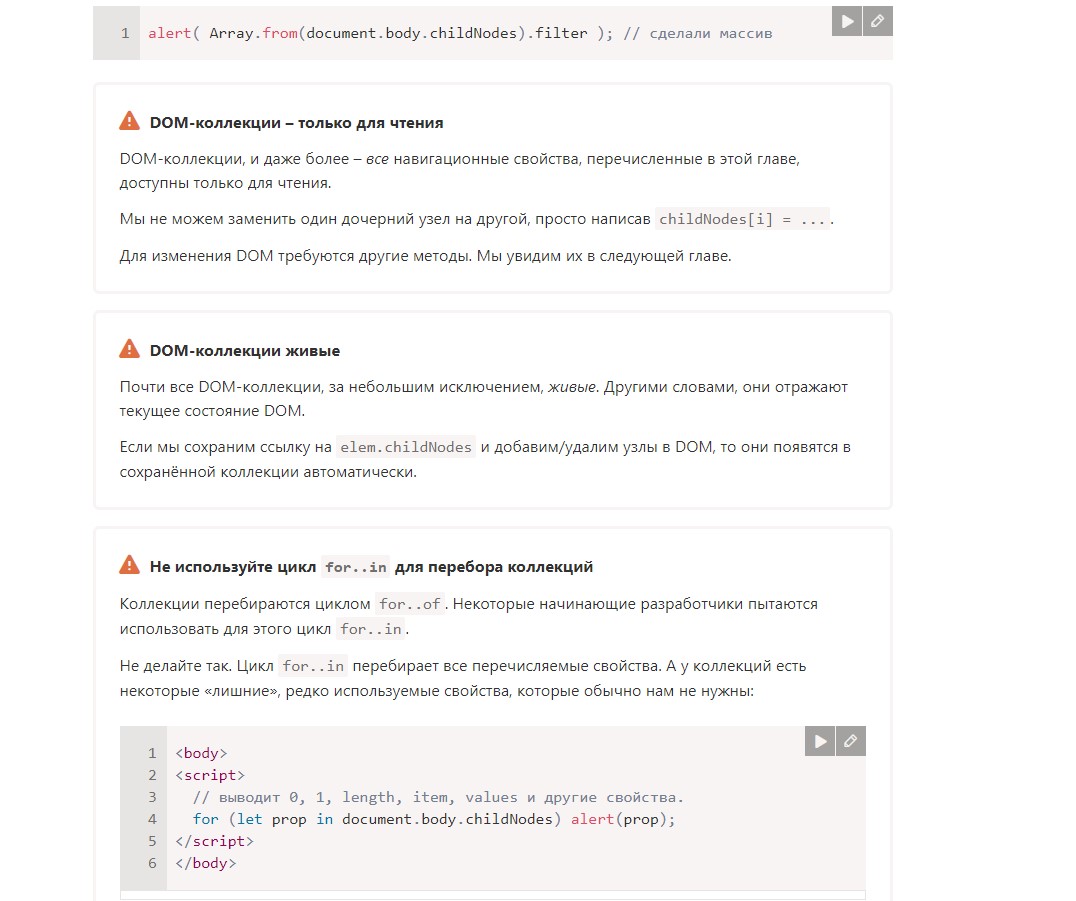 1 alert( Array.from(document.body.childNodes).filter ); // сделали массив
DOM-коллекции – только для чтения
DOM-коллекции, и даже более – все навигационные свойства, перечисленные в этой главе,
доступны только для чтения.
Мы не можем заменить один дочерний узел на другой, просто написав childNodes[i] = ... .
Для изменения DOM требуются другие методы. Мы увидим их в следующей главе.
DOM-коллекции живые
Почти все DOM-коллекции, за небольшим исключением, живые. Другими словами, они отражают
текущее состояние DOM.
Если мы сохраним ссылку на elem.childNodes и добавим/удалим узлы в DOM, то они появятся в
сохранённой коллекции автоматически.
Не используйте цикл for..in для перебора коллекций
Коллекции перебираются циклом for..of. Некоторые начинающие разработчики пытаются
использовать для этого цикл for..in.
Не делайте так. Цикл for..in перебирает все перечисляемые свойства. А у коллекций есть
некоторые «лишние», редко используемые свойства, которые обычно нам не нужны:
1 <body>
2 <script>
3 // выводит 0, 1, length, item, values и другие свойства.
4 for (let prop in document.body.childNodes) alert(prop);
5 </script>
6 </body>